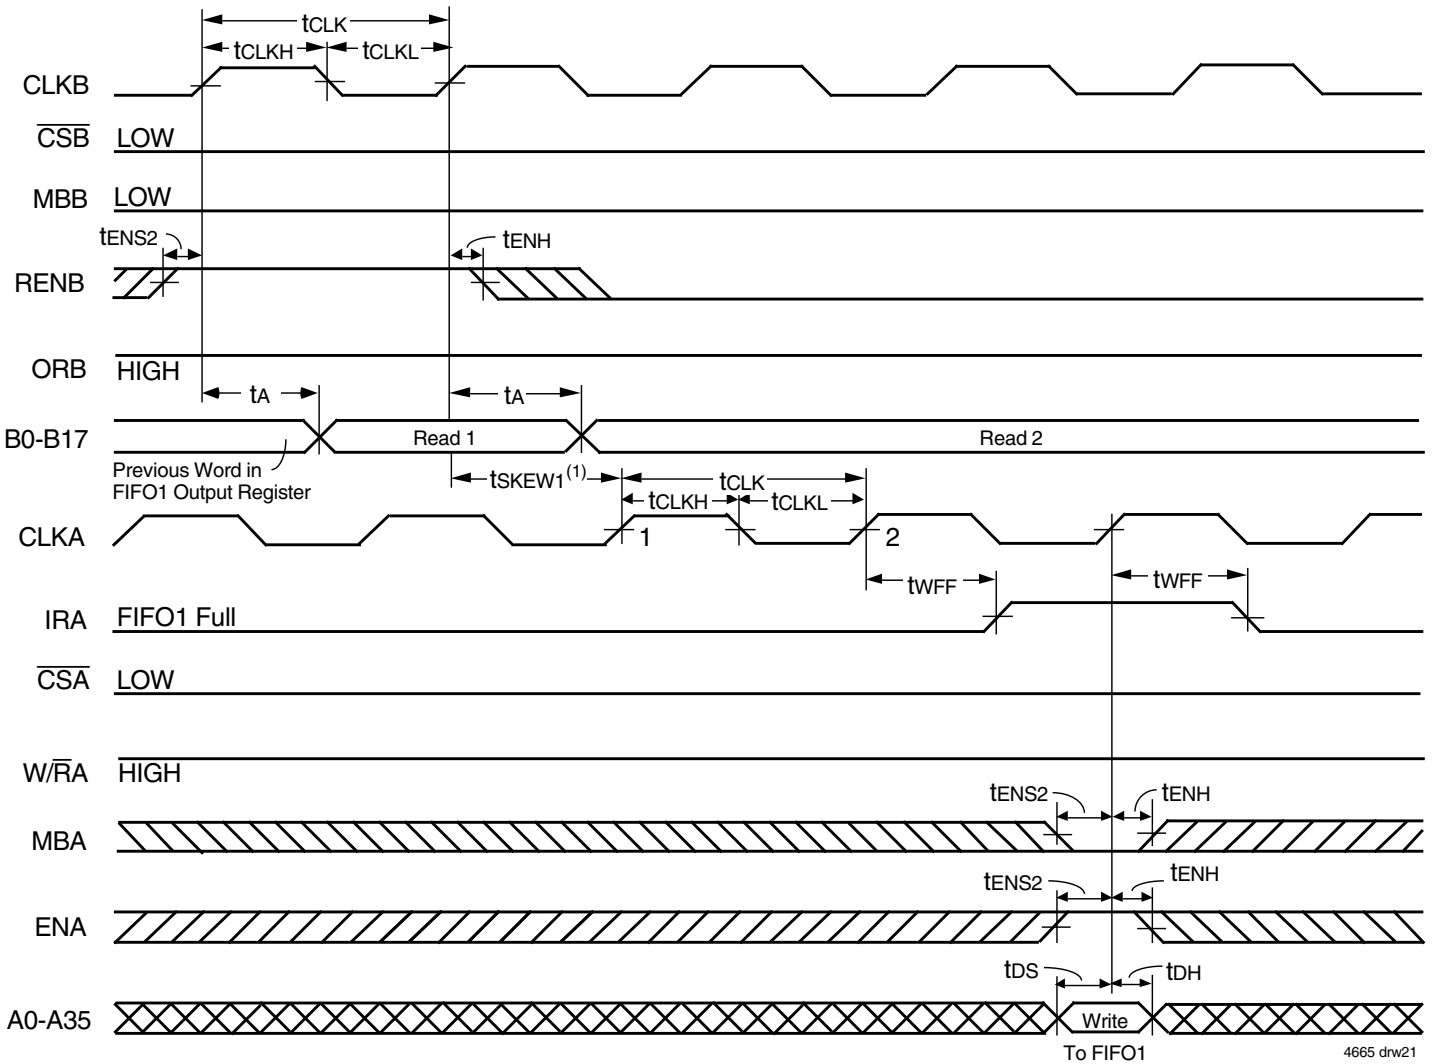 tCLK
tCLKH tCLKL
CLKB
CSB LOW
MBB LOW
tENS2 tENH
RENB
ORB HIGH
tA tA
B0-B17 Read 1 Read 2
Previous Word in
FIFO1 Output Register
tSKEW1(1) tCLK
tCLKH tCLKL
CLKA 1 2
tWFF tWFF
IRA FIFO1 Full
CSA LOW
W/RA HIGH
tENS2 tENH
MBA
tENS2 tENH
ENA
tDS tDH
A0-A35 Write
To FIFO1
4665 drw21